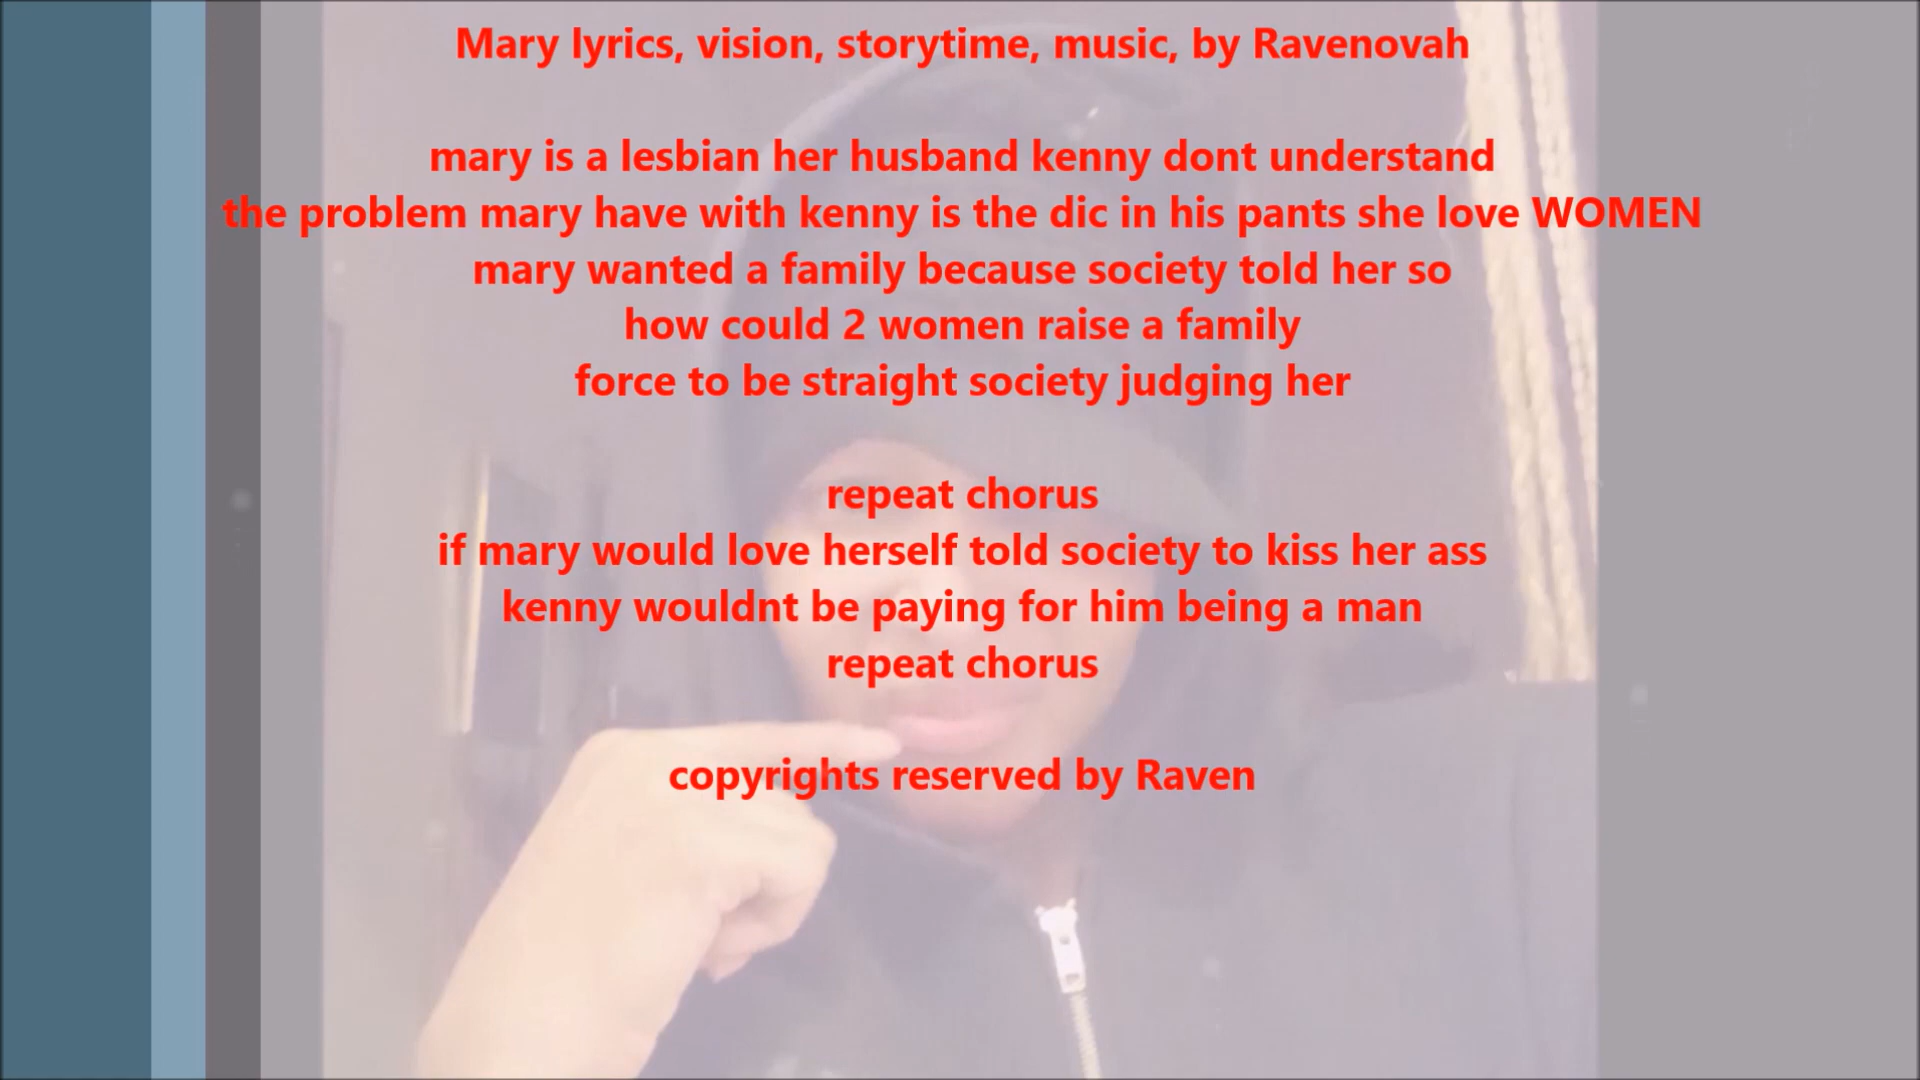 Mary lyrics, vision, storytime, music, by Ravenovah
mary is a lesbian her husband kenny dont understand
the problem mary have with kenny is the dic in his pants she love WOMEN
mary wanted a family because society told her so
how could 2 women raise a family
force to be straight society judging her
repeat chorus
if mary would love herself told society to kiss her ass
kenny wouldnt be paying for him being a man
repeat chorus
copyrights reserved by Raven